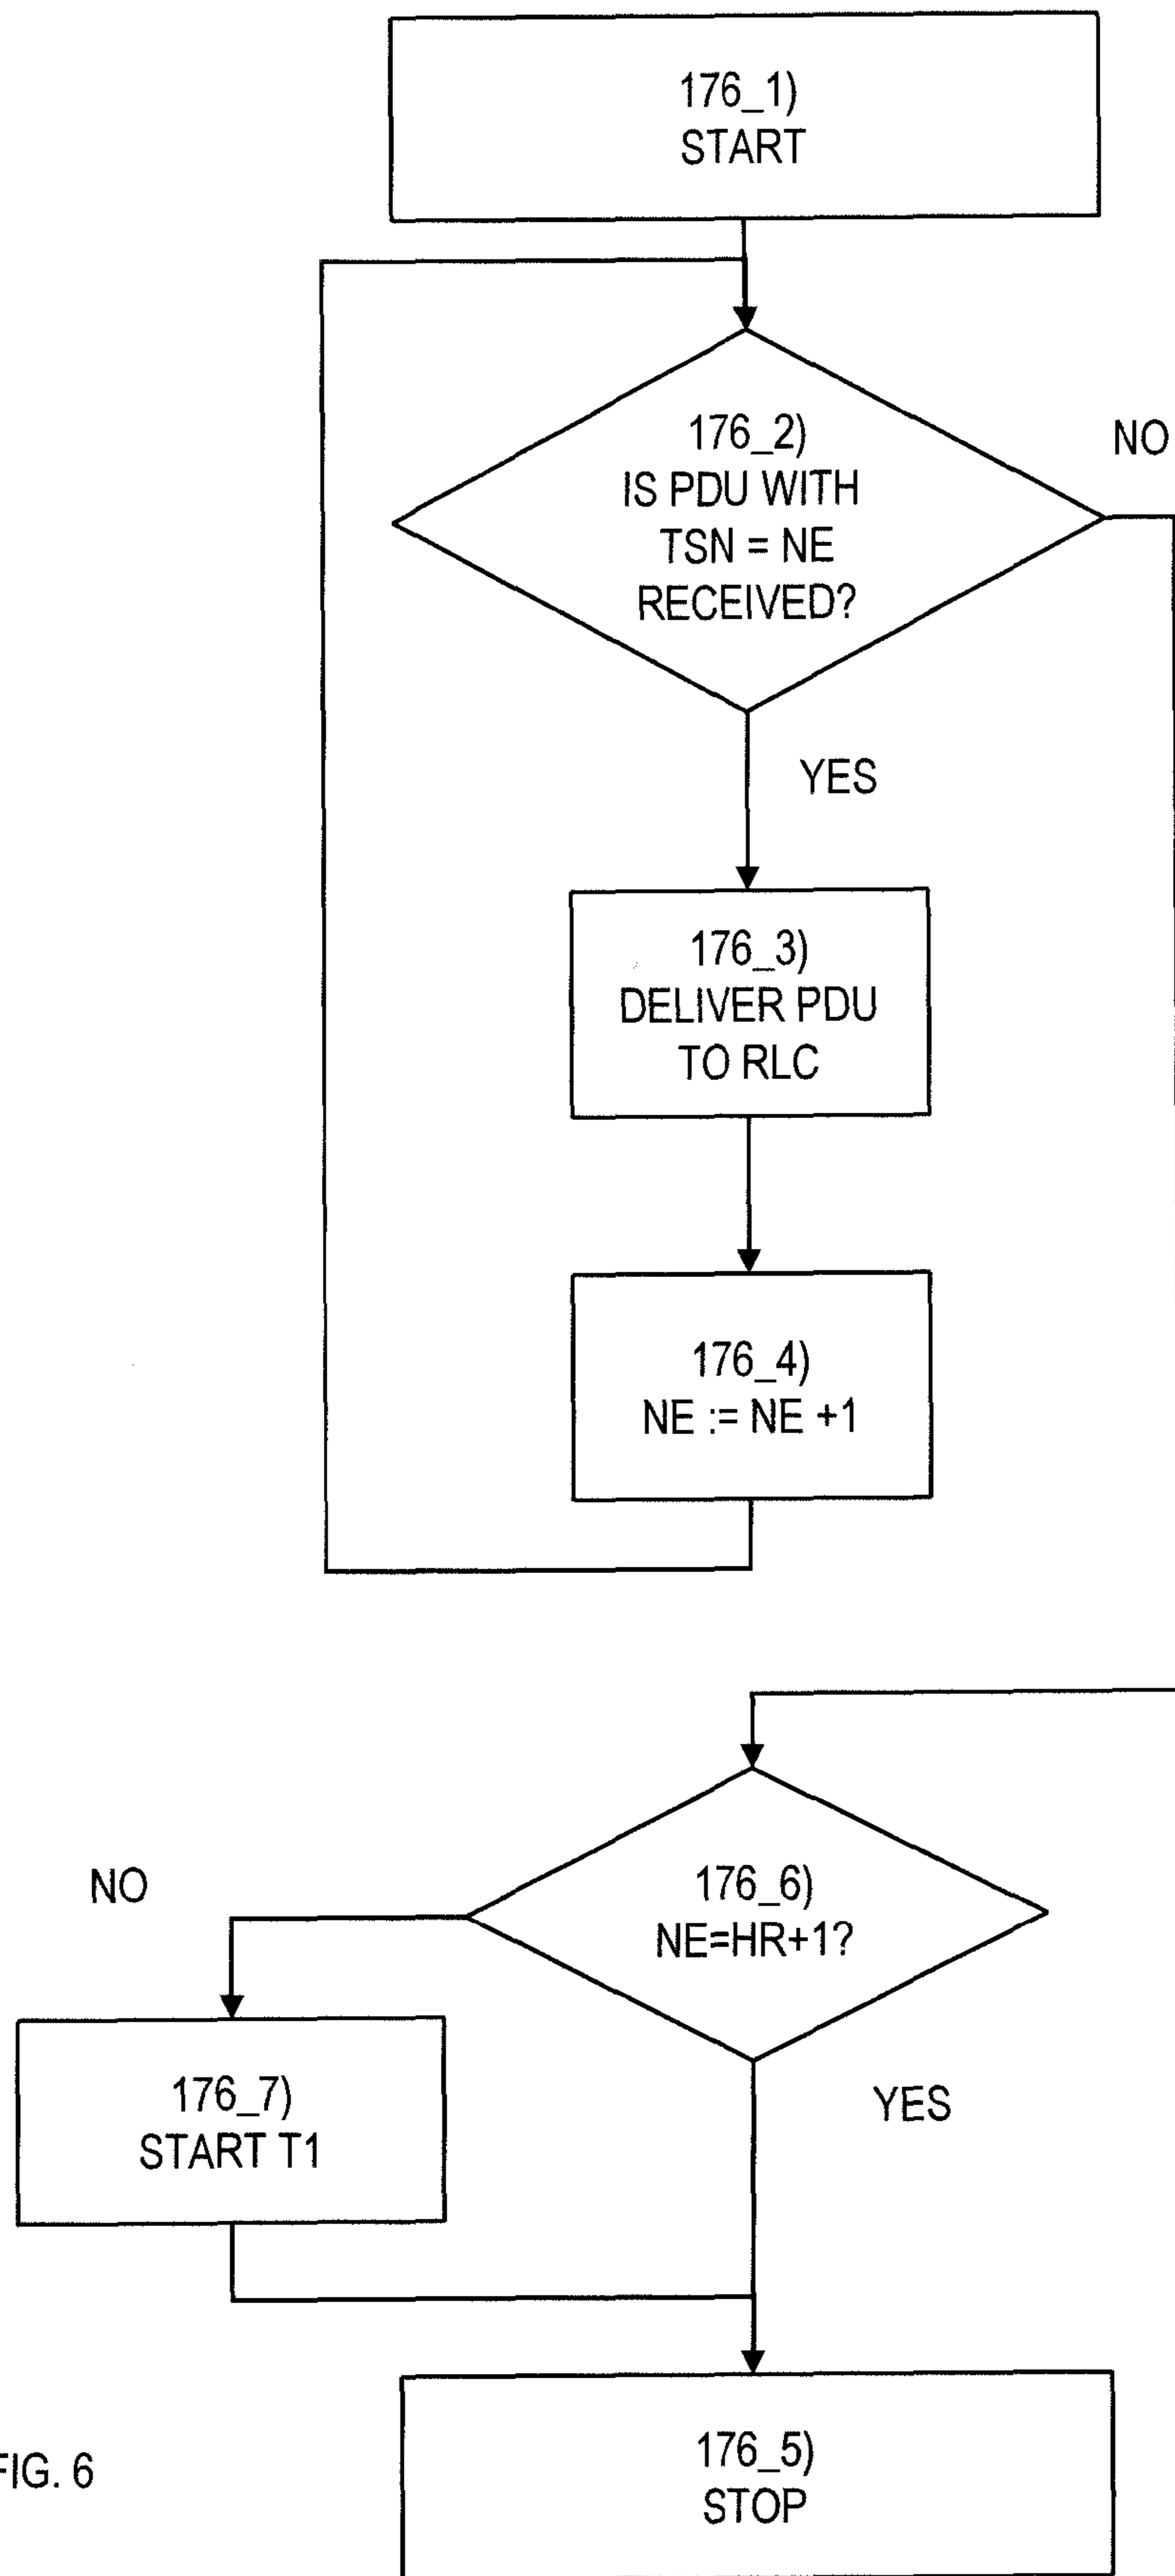 176_1)
START
176_2)
IS PDU WITH
TSN = NE
RECEIVED?
NO
YES
176_3)
DELIVER PDU
TO RLC
176_4)
NE := NE +1
176_6)
NE=HR+1?
NO
YES
176_7)
START T1
176_5)
STOP
FIG. 6